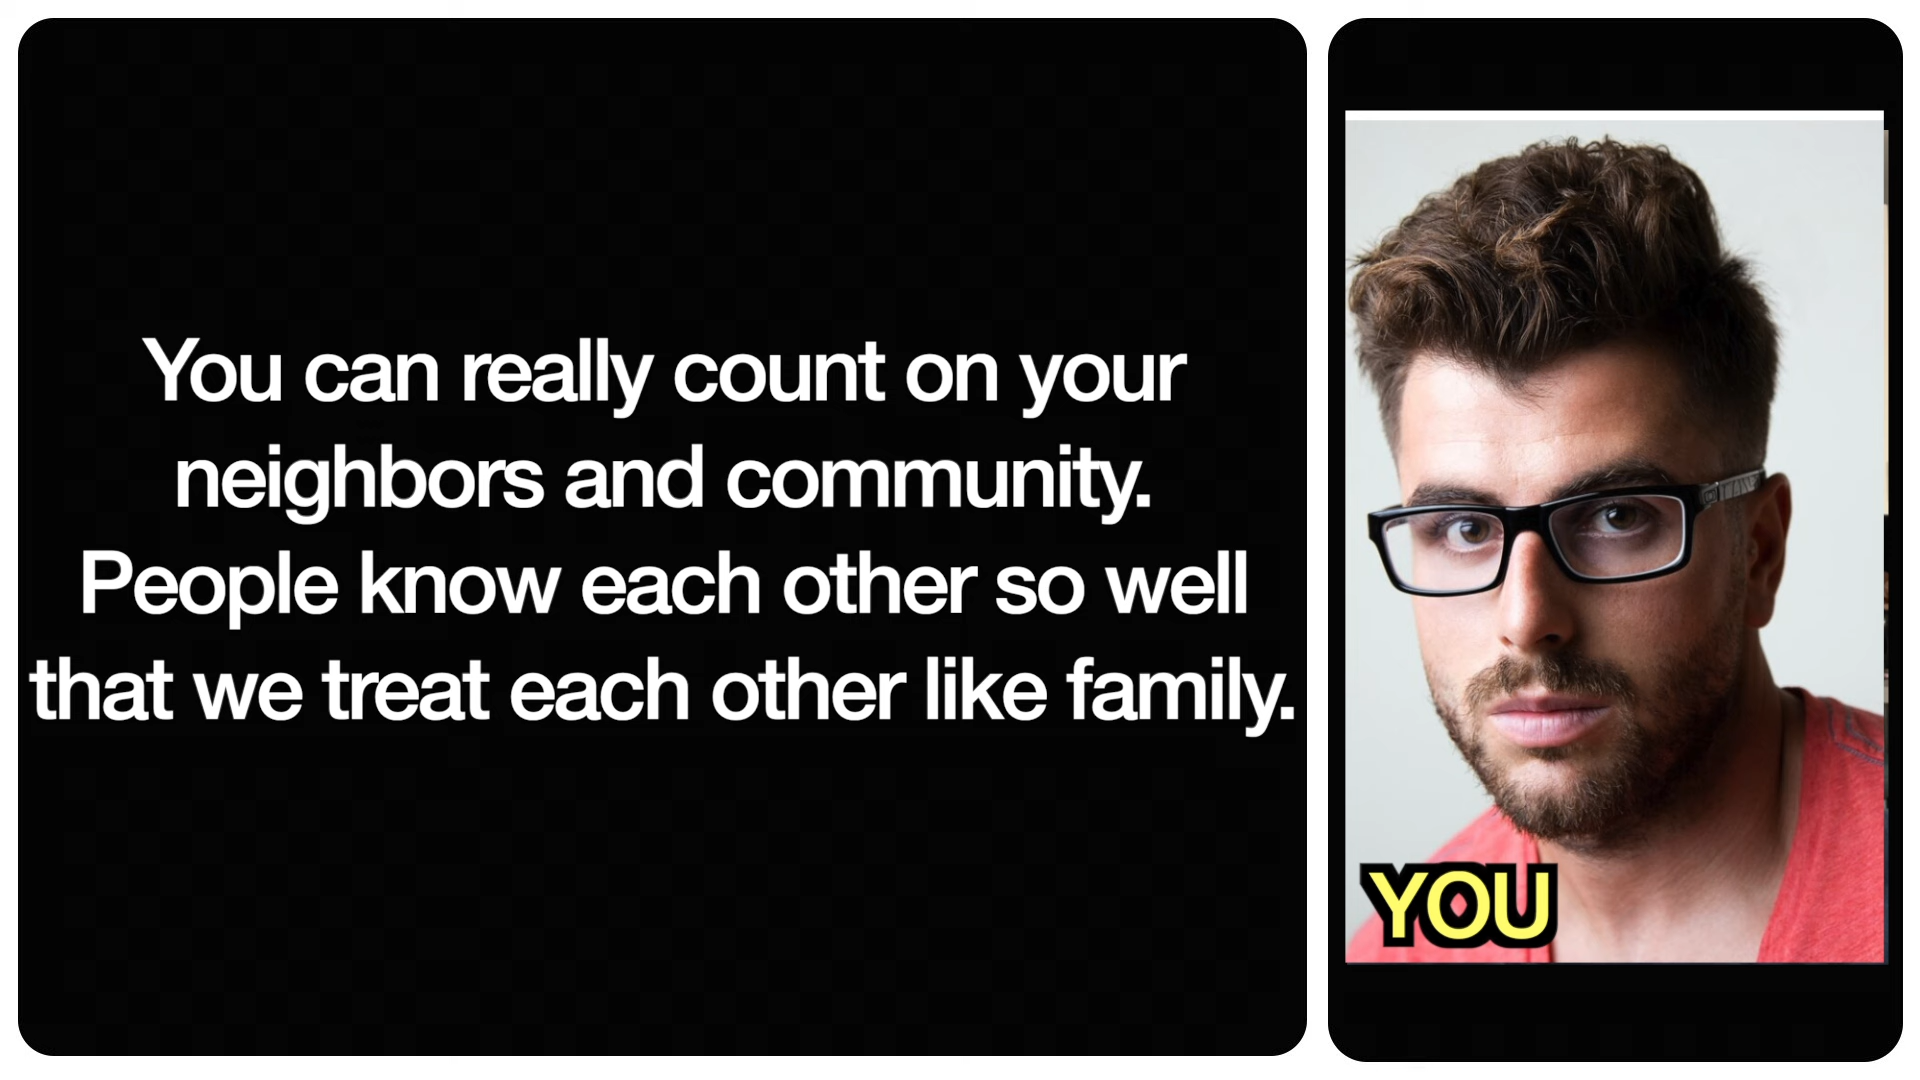 You can really count on your
neighbors and community.
People know each other so well
that we treat each other like family.
YOU